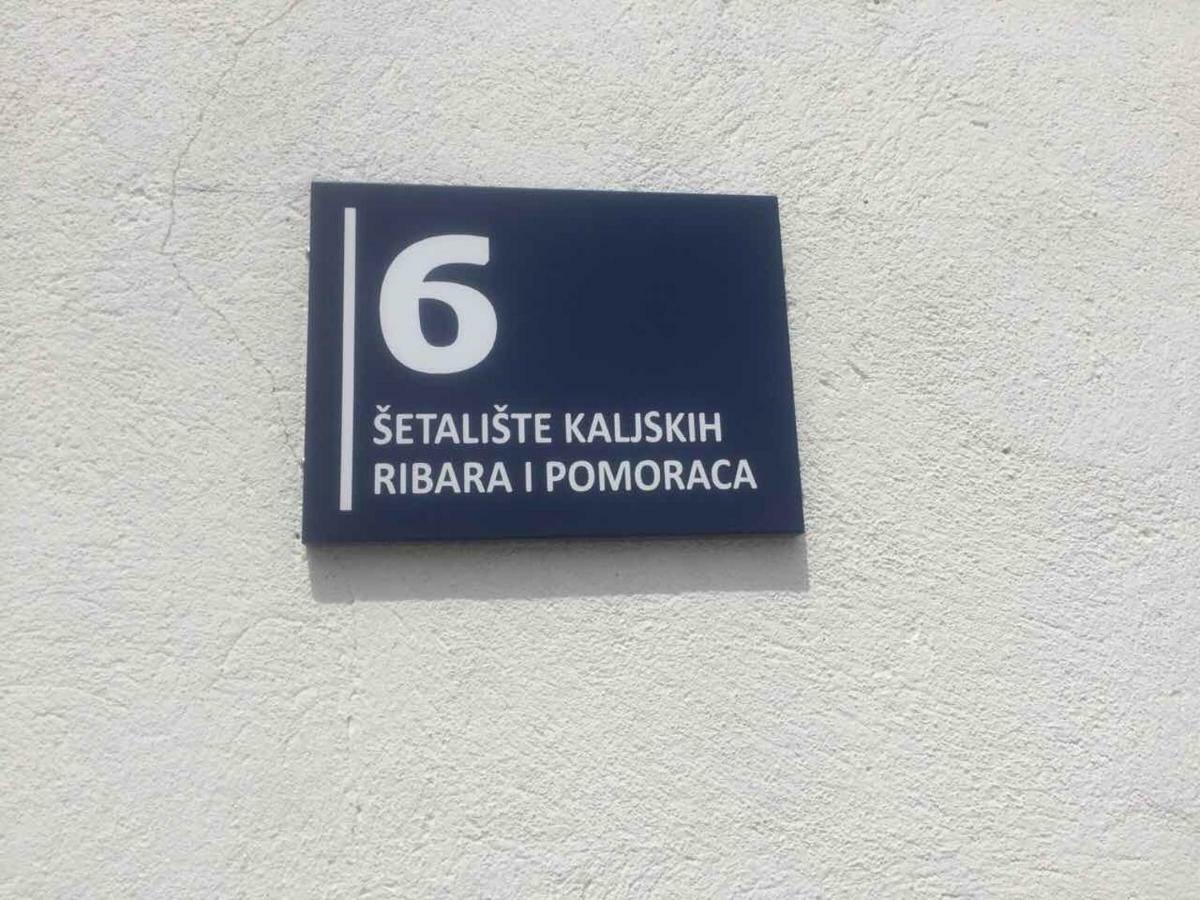 6
ŠETALIŠTE KALJSKIH
RIBARA I POMORACA